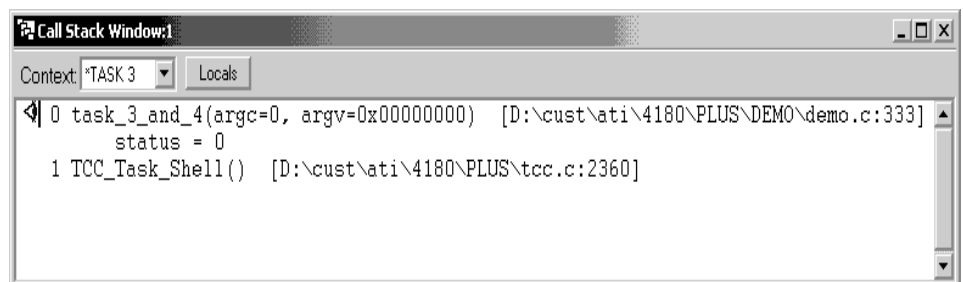 Call Stack Window:1
Context: *TASK 3 Locals
0 task_3_and_4(argc=0, argv=0x00000000) [D:\cust\ati\4180\PLUS\DEMO\demo.c:333]
status = 0
1 TCC_Task_Shell() [D:\cust\ati\4180\PLUS\tcc.c:2360]